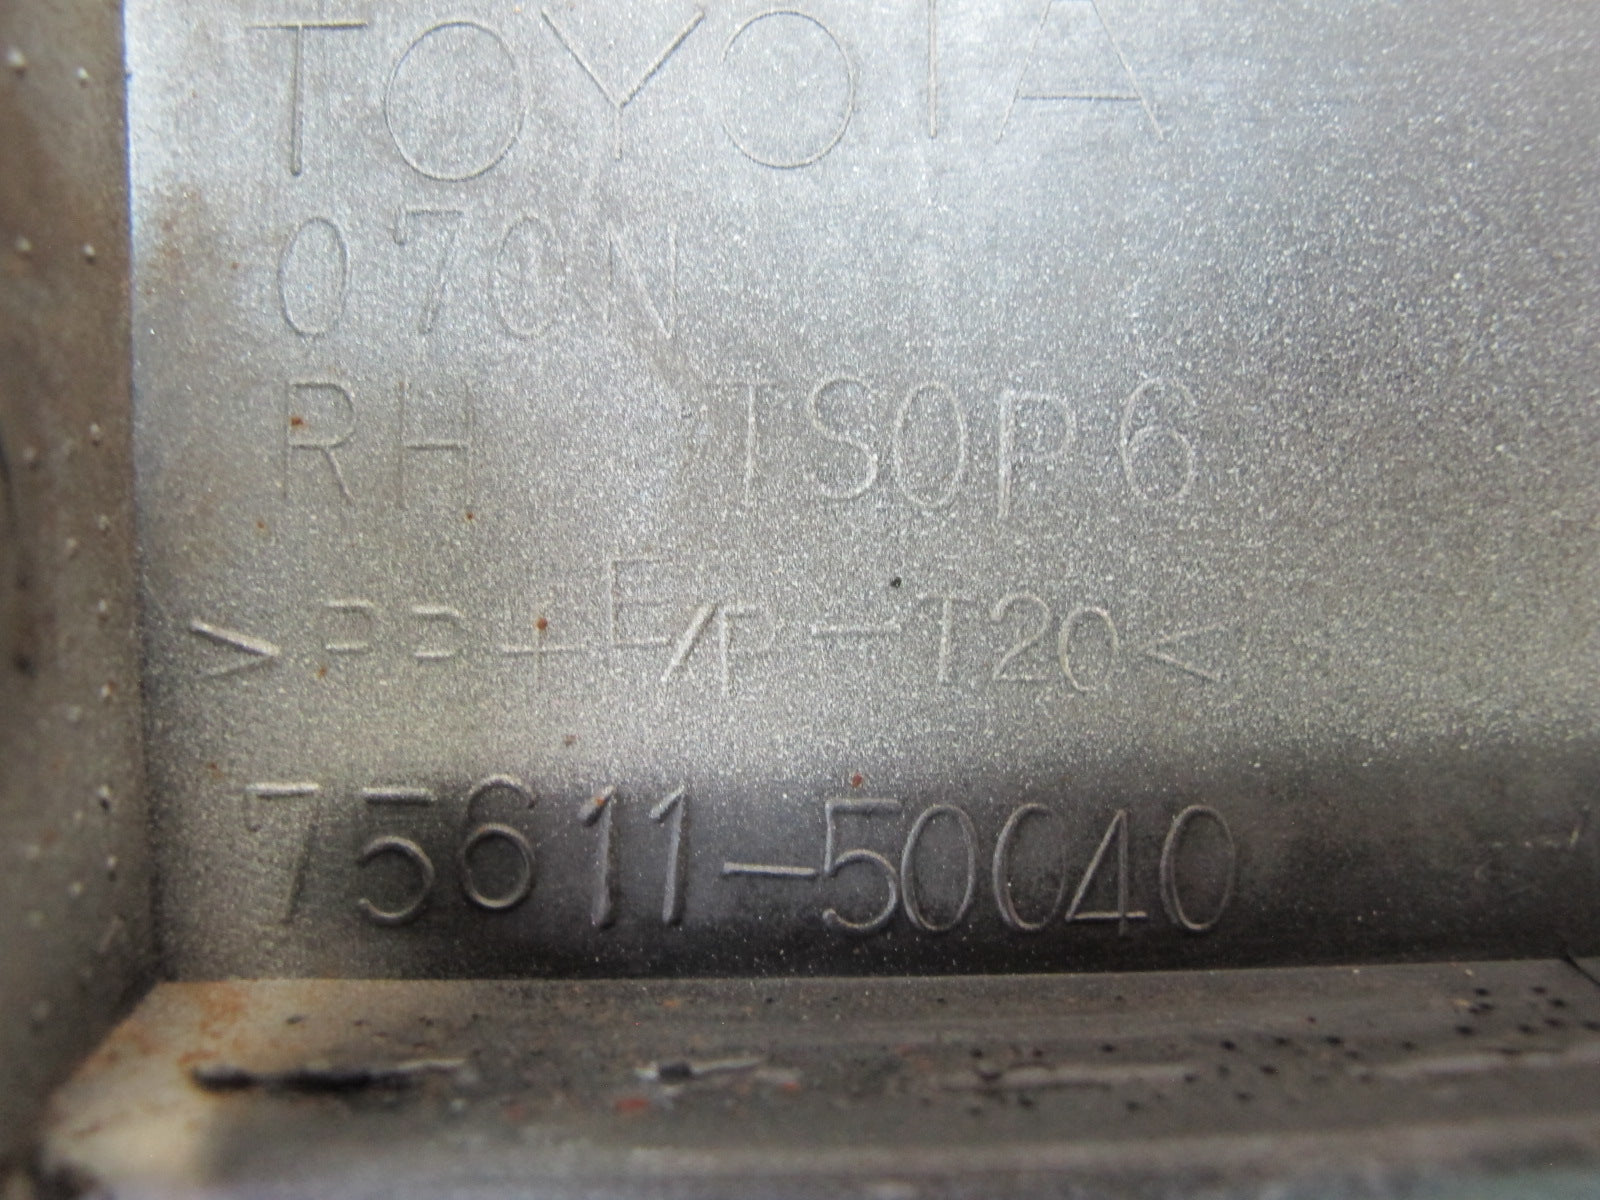 TOYOTA
070N
RH TSOP6
>PP+E/P-T20<
75611-50040